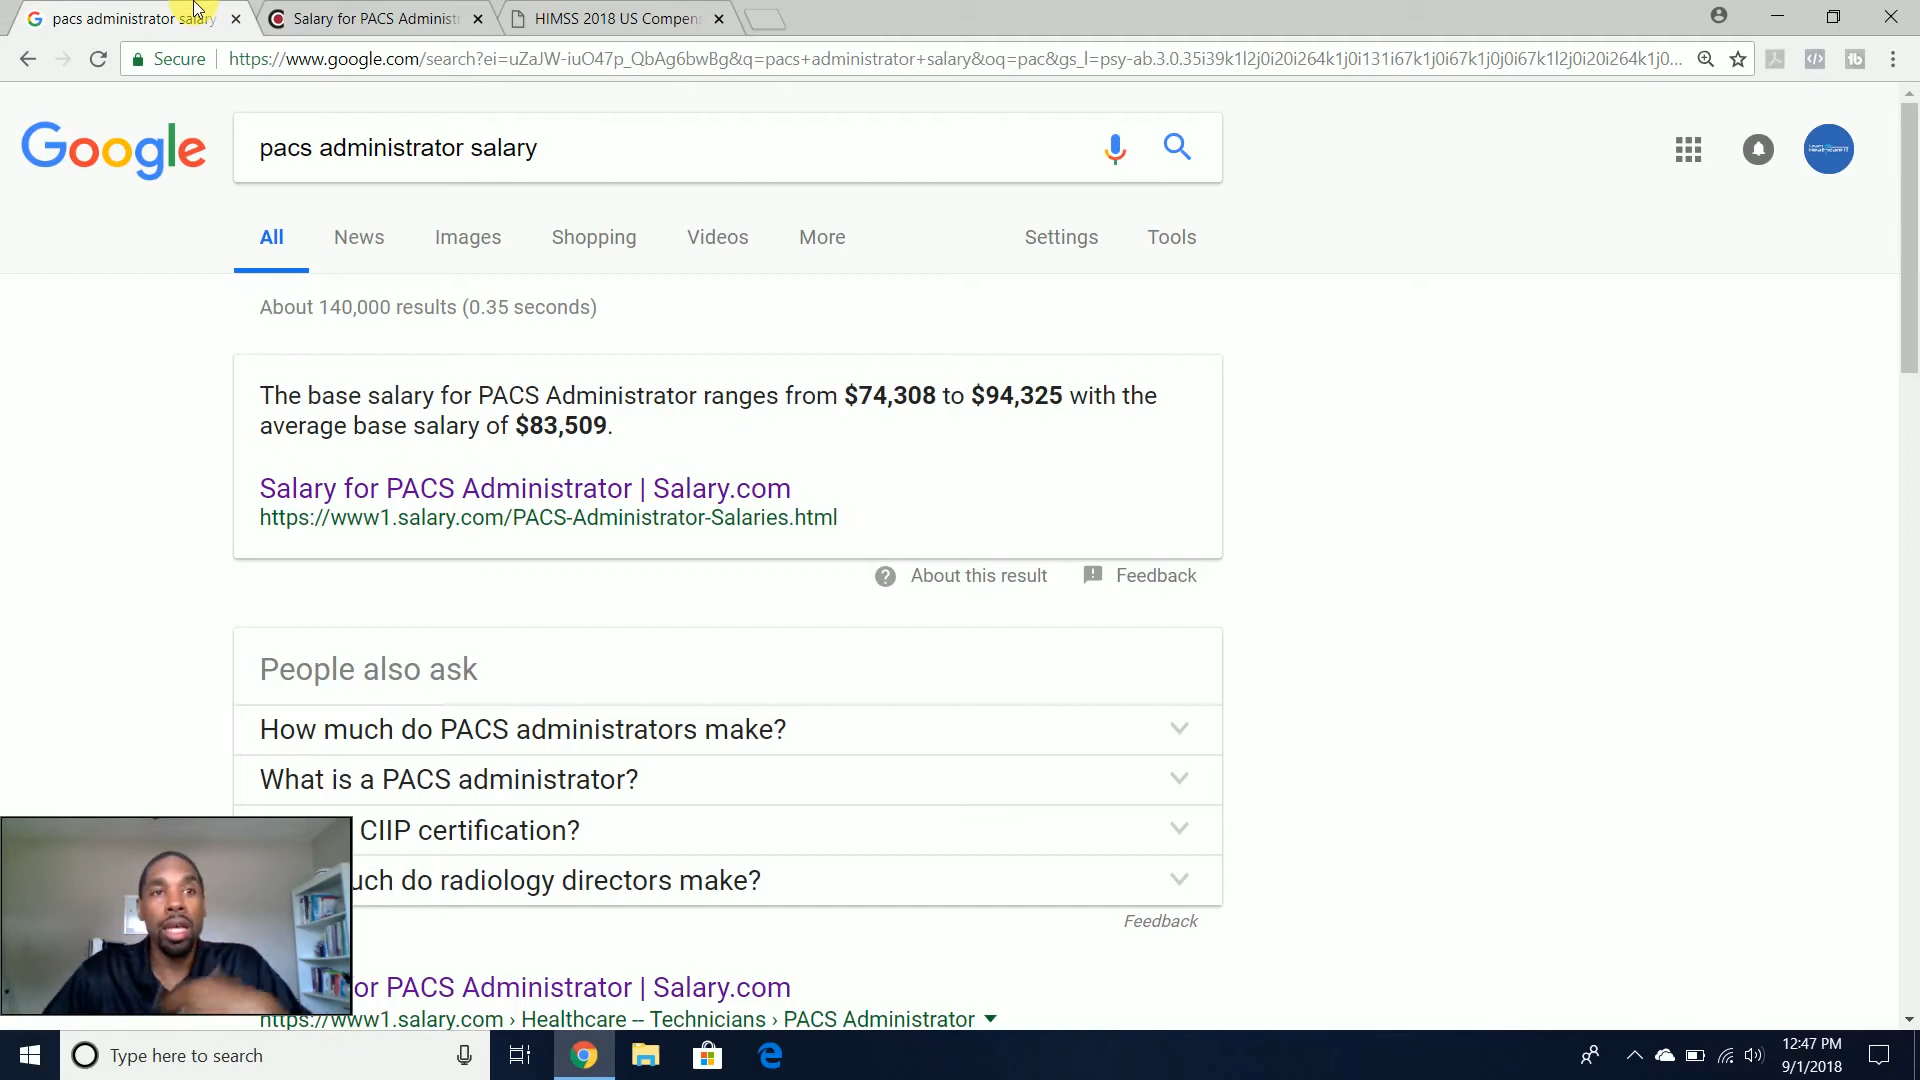 pacs administrator salary
Salary for PACS Administ
HIMSS 2018 US Compens
Secure
https://www.google.com/search?ei=uZaJW-iuO47p_QbAg6bwBg&q=pacs+administrator+salary&oq=pac&gs_l=psy-ab.3.0.35i39k1l2j0i20i264k1j0i131i67k1j0i67k1j0j0i67k1l2j0i20i264k1j0...
Google
pacs administrator salary
All
News
Images
Shopping
Videos
More
Settings
Tools
About 140,000 results (0.35 seconds)
The base salary for PACS Administrator ranges from $74,308 to $94,325 with the
average base salary of $83,509.
Salary for PACS Administrator | Salary.com
https://www1.salary.com/PACS-Administrator-Salaries.html
About this result
Feedback
People also ask
How much do PACS administrators make?
What is a PACS administrator?
CIIP certification?
uch do radiology directors make?
Feedback
or PACS Administrator | Salary.com
https://www1.salary.com › Healthcare -- Technicians › PACS Administrator
Type here to search
12:47 PM
9/1/2018